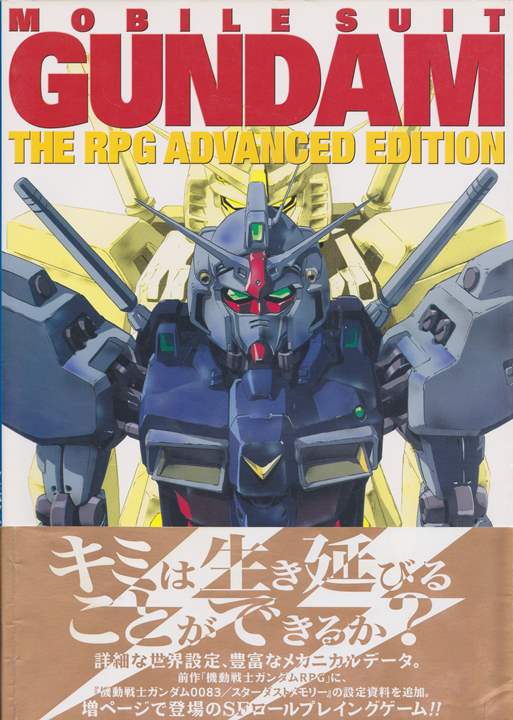 MOBILE SUIT
GUNDAM
THE RPG ADVANCED EDITION
キミは生き延びる
ことができるか?
詳細な世界設定、豊富なメカニカルデータ。
前作「機動戦士ガンダムRPG」に、
『機動戦士ガンダム0083/スターダストメモリー』の設定資料を追加。
増ページで登場のSFロールプレイングゲーム!!